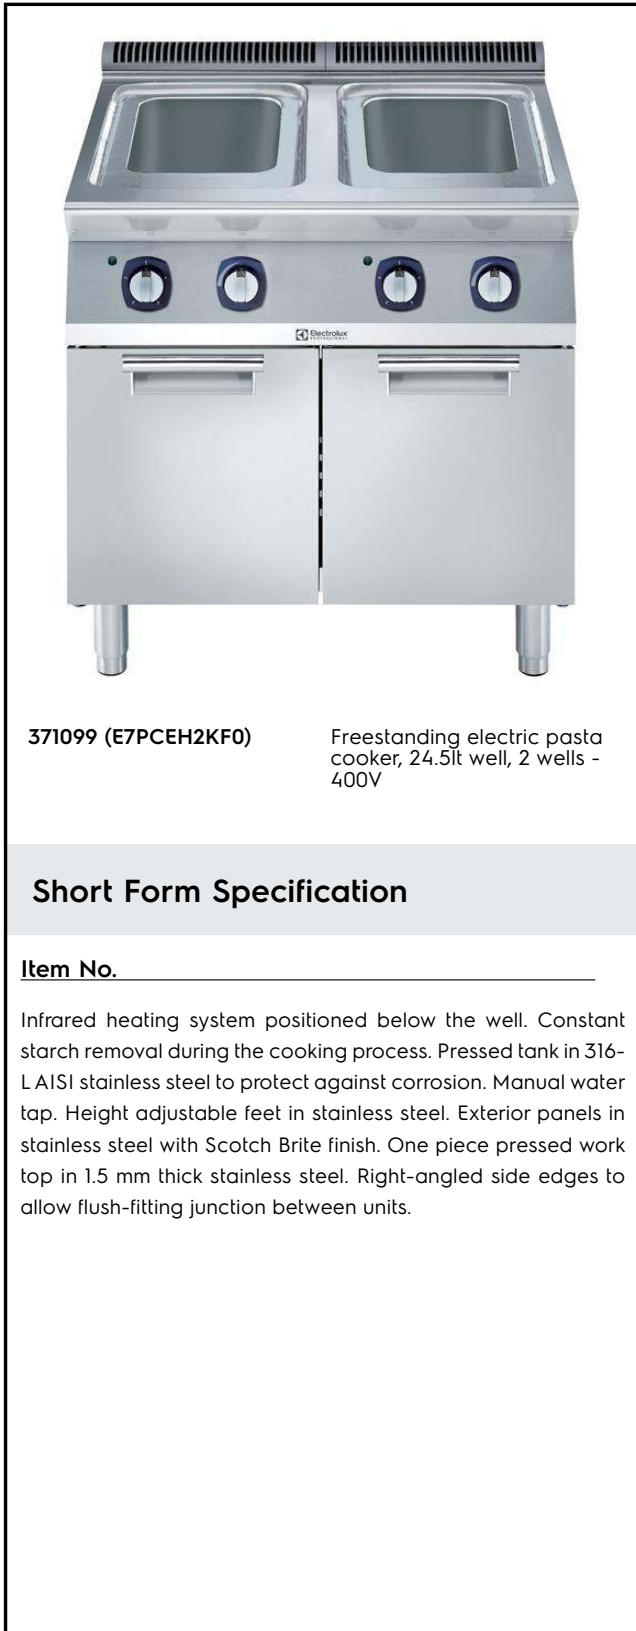 Electrolux
PROFESSIONAL
371099 (E7PCEH2KF0)
Freestanding electric pasta
cooker, 24.5lt well, 2 wells -
400V
Short Form Specification
Item No.
Infrared heating system positioned below the well. Constant
starch removal during the cooking process. Pressed tank in 316-
L AISI stainless steel to protect against corrosion. Manual water
tap. Height adjustable feet in stainless steel. Exterior panels in
stainless steel with Scotch Brite finish. One piece pressed work
top in 1.5 mm thick stainless steel. Right-angled side edges to
allow flush-fitting junction between units.